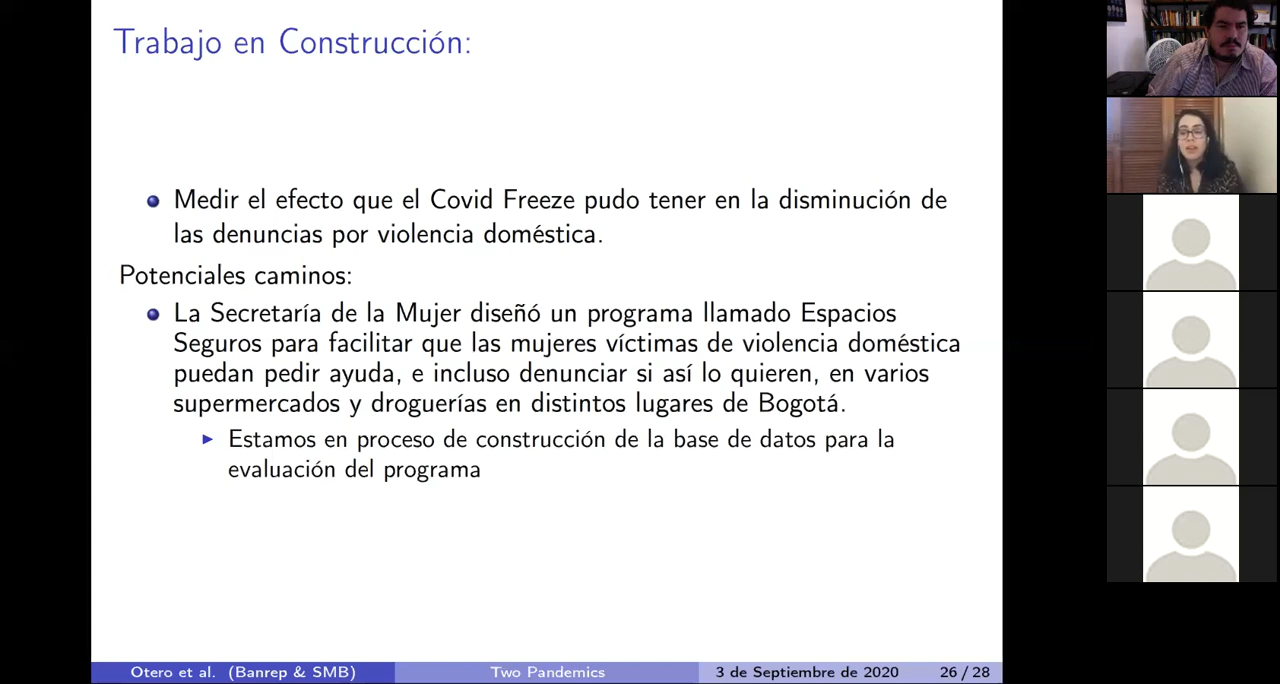 Trabajo en Construcción:
Medir el efecto que el Covid Freeze pudo tener en la disminución de
las denuncias por violencia doméstica.
Potenciales caminos:
La Secretaría de la Mujer diseñó un programa llamado Espacios
Seguros para facilitar que las mujeres víctimas de violencia doméstica
puedan pedir ayuda, e incluso denunciar si así lo quieren, en varios
supermercados y droguerías en distintos lugares de Bogotá.
Estamos en proceso de construcción de la base de datos para la
evaluación del programa
Otero et al. (Banrep & SMB) Two Pandemics 3 de Septiembre de 2020 26 / 28